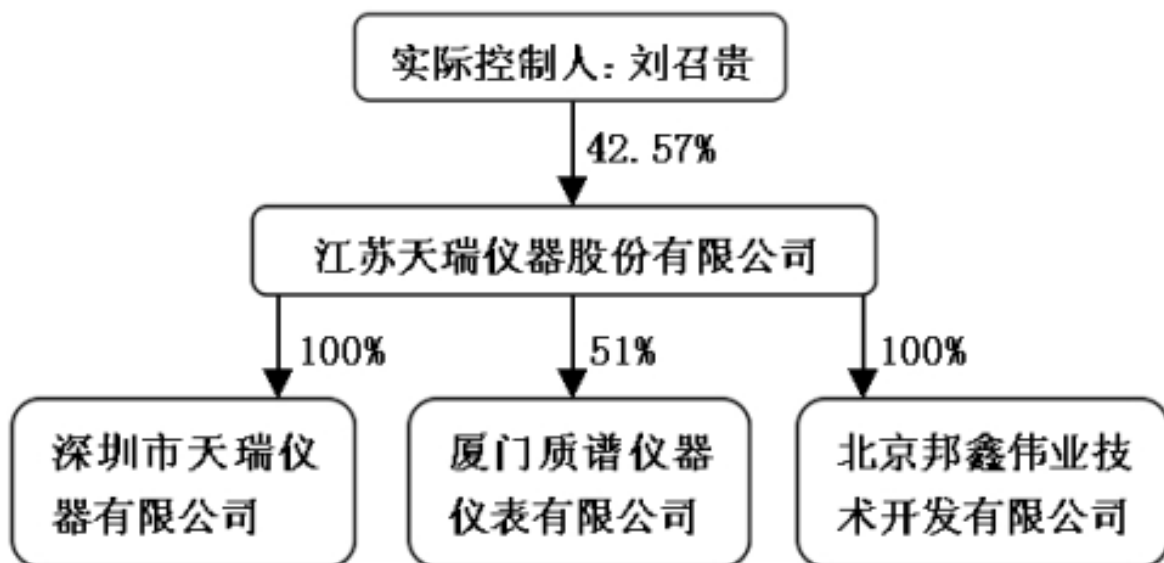 实际控制人：刘召贵
42.57%
江苏天瑞仪器股份有限公司
100%
51%
100%
深圳市天瑞仪
器有限公司
厦门质谱仪器
仪表有限公司
北京邦鑫伟业技
术开发有限公司